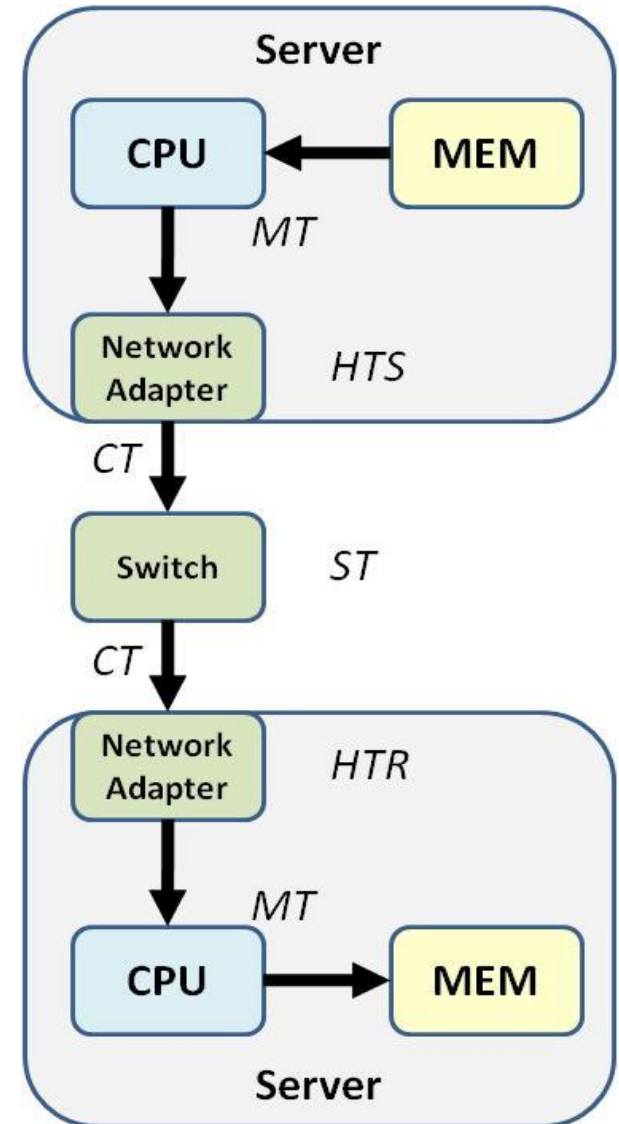 Server
CPU
MEM
MT
Network
Adapter
HTS
CT
Switch
ST
CT
Network
Adapter
HTR
MT
CPU
MEM
Server